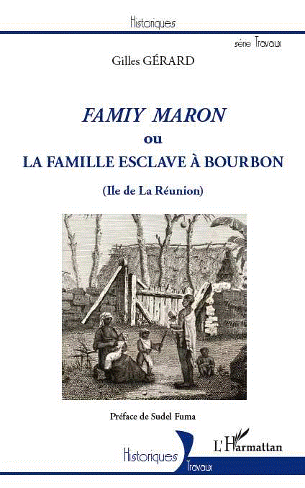 Historiques
série Travaux
Gilles GÉRARD
FAMIY MARON
ou
LA FAMILLE ESCLAVE À BOURBON
(Ile de La Réunion)
Préface de Sudel Fuma
Historiques
Travaux
L'Harmattan